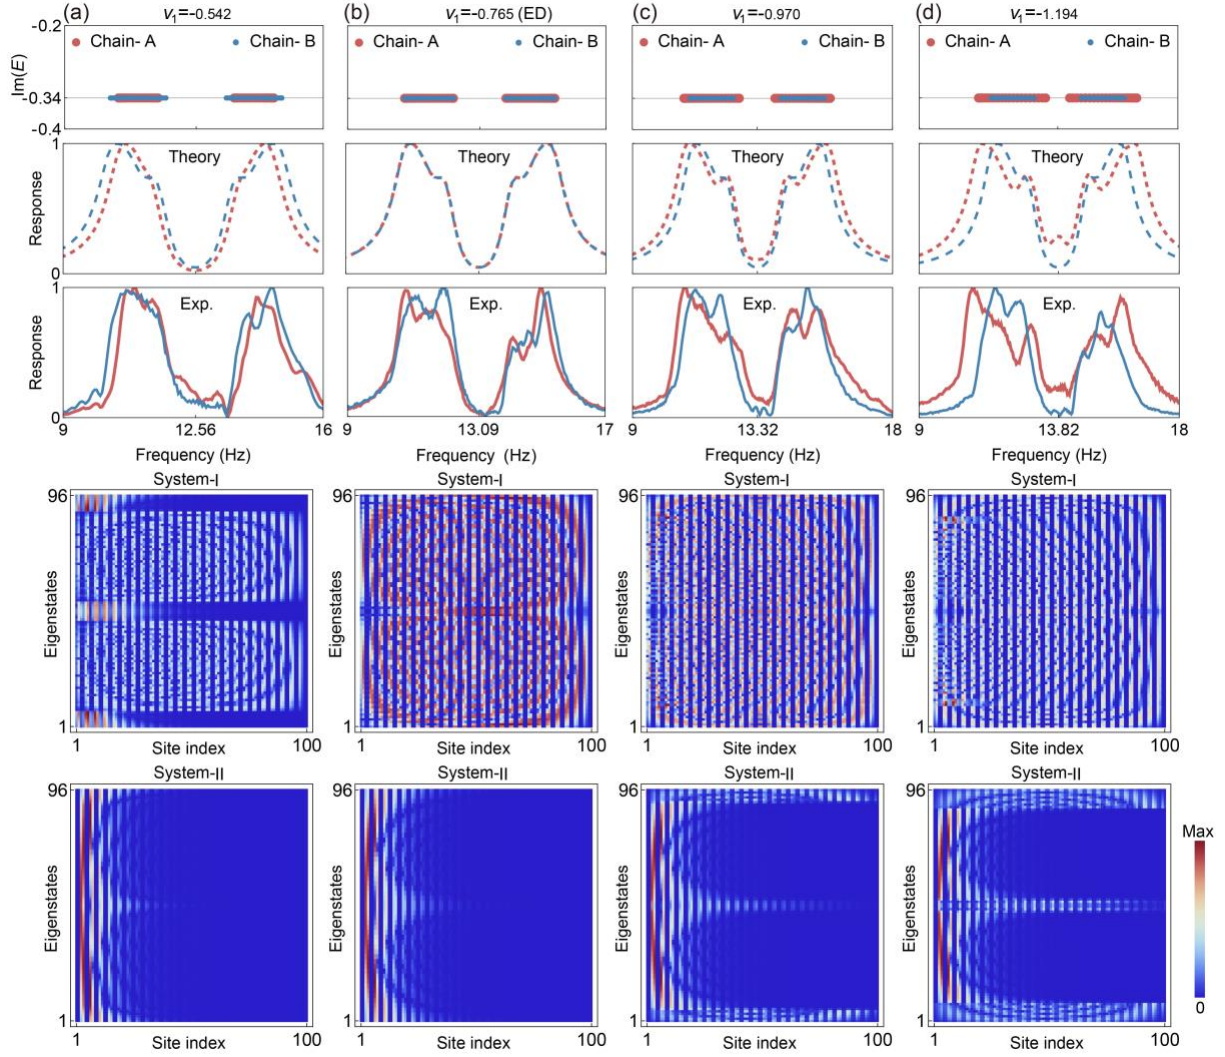 (a) v₁=-0.542 (b) v₁=-0.765 (ED) (c) v₁=-0.970 (d) v₁=-1.194
-0.2
Chain- A Chain- B Chain- A Chain- B Chain- A Chain- B Chain- A Chain- B
Im(E)
-0.34
-0.4
1
Theory Theory Theory Theory
Response
0
1
Exp. Exp. Exp. Exp.
Response
0
9 12.56 16 9 13.09 17 9 13.32 18 9 13.82 18
Frequency (Hz) Frequency (Hz) Frequency (Hz) Frequency (Hz)
System-I System-I System-I System-I
96 96 96 96
Eigenstates Eigenstates Eigenstates Eigenstates
1 1 1 1
1 Site index 100 1 Site index 100 1 Site index 100 1 Site index 100
System-II System-II System-II System-II
96 96 96 96
Max
Eigenstates Eigenstates Eigenstates Eigenstates
0
1 1 1 1
1 Site index 100 1 Site index 100 1 Site index 100 1 Site index 100